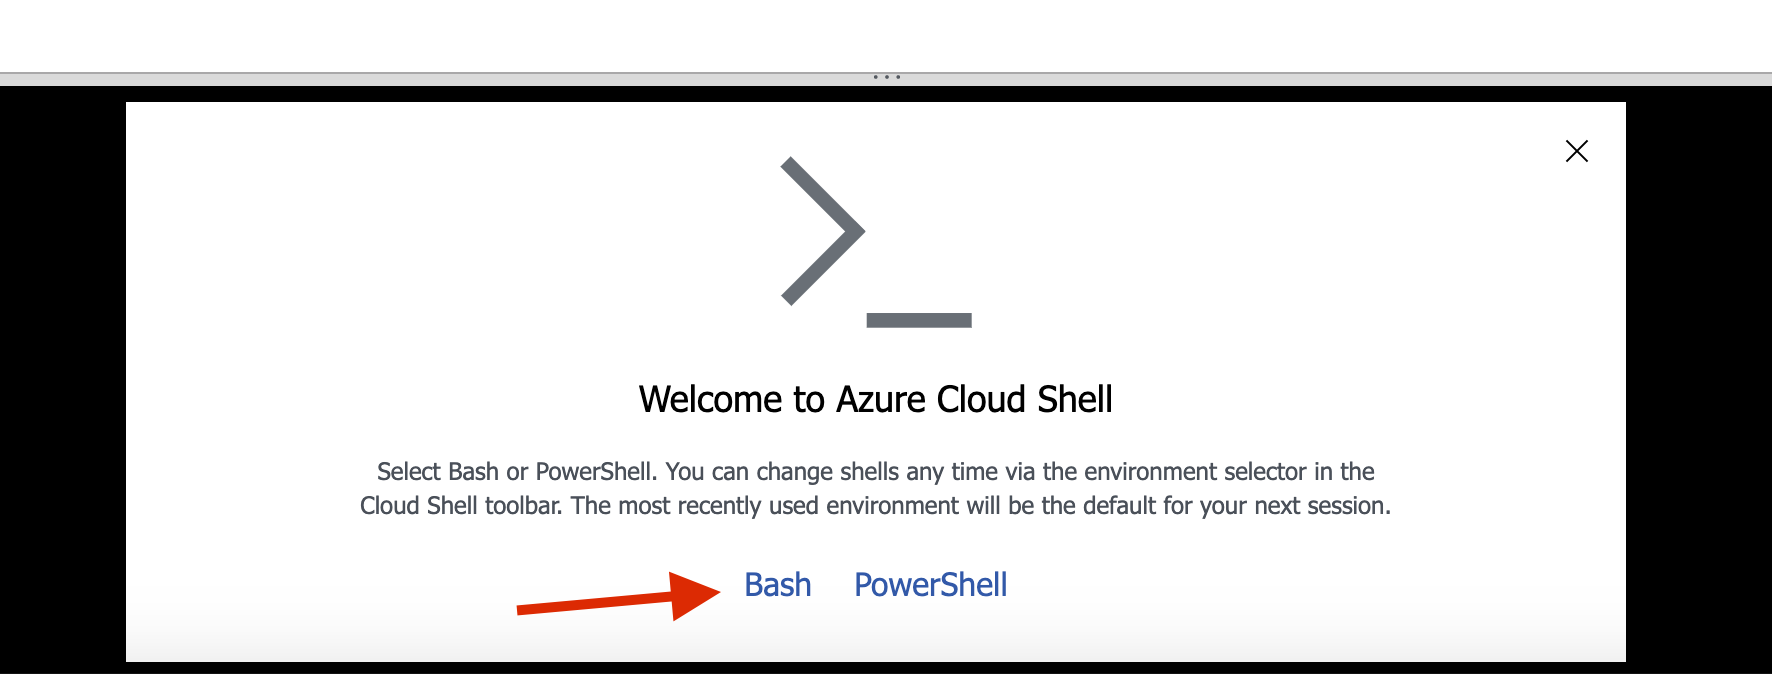 Welcome to Azure Cloud Shell
Select Bash or PowerShell. You can change shells any time via the environment selector in the
Cloud Shell toolbar. The most recently used environment will be the default for your next session.
Bash PowerShell